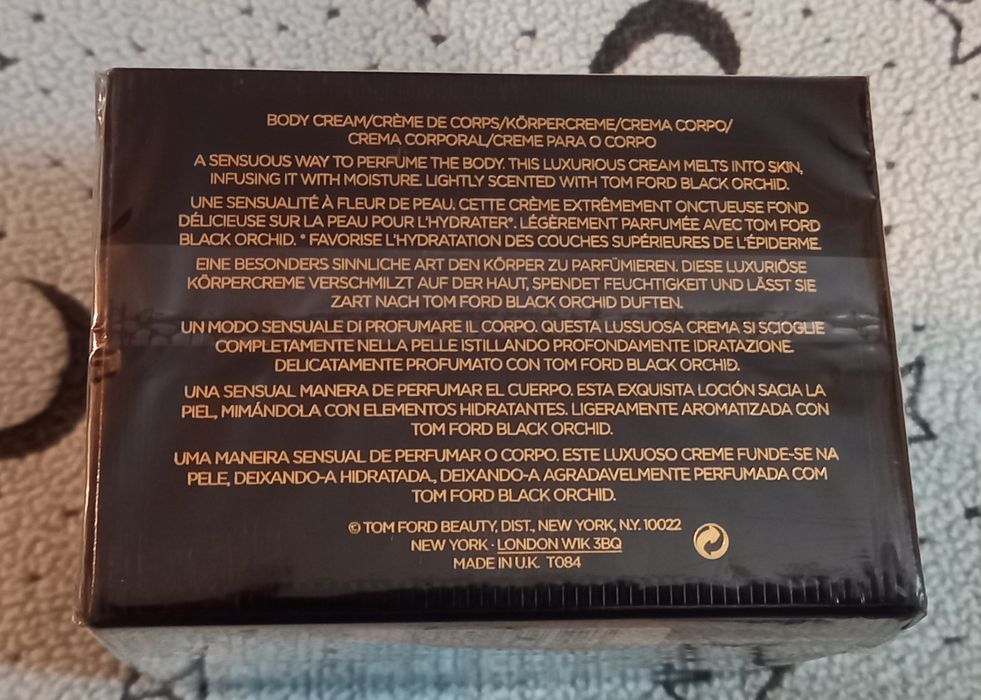 BODY CREAM/CRÈME DE CORPS/KÖRPERCREME/CREMA CORPO/
CREMA CORPORAL/CREME PARA O CORPO
A SENSUOUS WAY TO PERFUME THE BODY. THIS LUXURIOUS CREAM MELTS INTO SKIN,
INFUSING IT WITH MOISTURE. LIGHTLY SCENTED WITH TOM FORD BLACK ORCHID.
UNE SENSUALITÉ À FLEUR DE PEAU. CETTE CRÈME EXTRÊMEMENT ONCTUEUSE FOND
DÉLICIEUSE SUR LA PEAU POUR L'HYDRATER*. LÉGÈREMENT PARFUMÉE AVEC TOM FORD
BLACK ORCHID. * FAVORISE L'HYDRATATION DES COUCHES SUPÉRIEURES DE L'ÉPIDERME.
EINE BESONDERS SINNLICHE ART DEN KÖRPER ZU PARFÜMIEREN. DIESE LUXURIÖSE
KÖRPERCREME VERSCHMILZT AUF DER HAUT, SPENDET FEUCHTIGKEIT UND LÄSST SIE
ZART NACH TOM FORD BLACK ORCHID DUFTEN.
UN MODO SENSUALE DI PROFUMARE IL CORPO. QUESTA LUSSUOSA CREMA SI SCIOGLIE
COMPLETAMENTE NELLA PELLE ISTILLANDO PROFONDAMENTE IDRATAZIONE.
DELICATAMENTE PROFUMATO CON TOM FORD BLACK ORCHID.
UNA SENSUAL MANERA DE PERFUMAR EL CUERPO. ESTA EXQUISITA LOCIÓN SACIA LA
PIEL, MIMÁNDOLA CON ELEMENTOS HIDRATANTES. LIGERAMENTE AROMATIZADA CON
TOM FORD BLACK ORCHID.
UMA MANEIRA SENSUAL DE PERFUMAR O CORPO. ESTE LUXUOSO CREME FUNDE-SE NA
PELE, DEIXANDO-A HIDRATADA., DEIXANDO-A AGRADAVELMENTE PERFUMADA COM
TOM FORD BLACK ORCHID.
© TOM FORD BEAUTY, DIST., NEW YORK, N.Y. 10022
NEW YORK · LONDON W1K 3BQ
MADE IN U.K. T084